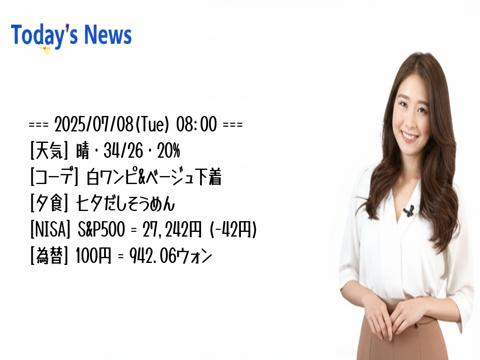 Today's News
=== 2025/07/08(Tue) 08:00 ===
[天気] 晴・34/26・20%
[コーデ] 白ワンピ&ベージュ下着
[夕食] 七夕だしそうめん
[NISA] S&P500 = 27,242円 (-42円)
[為替] 100円 = 942.06ウォン